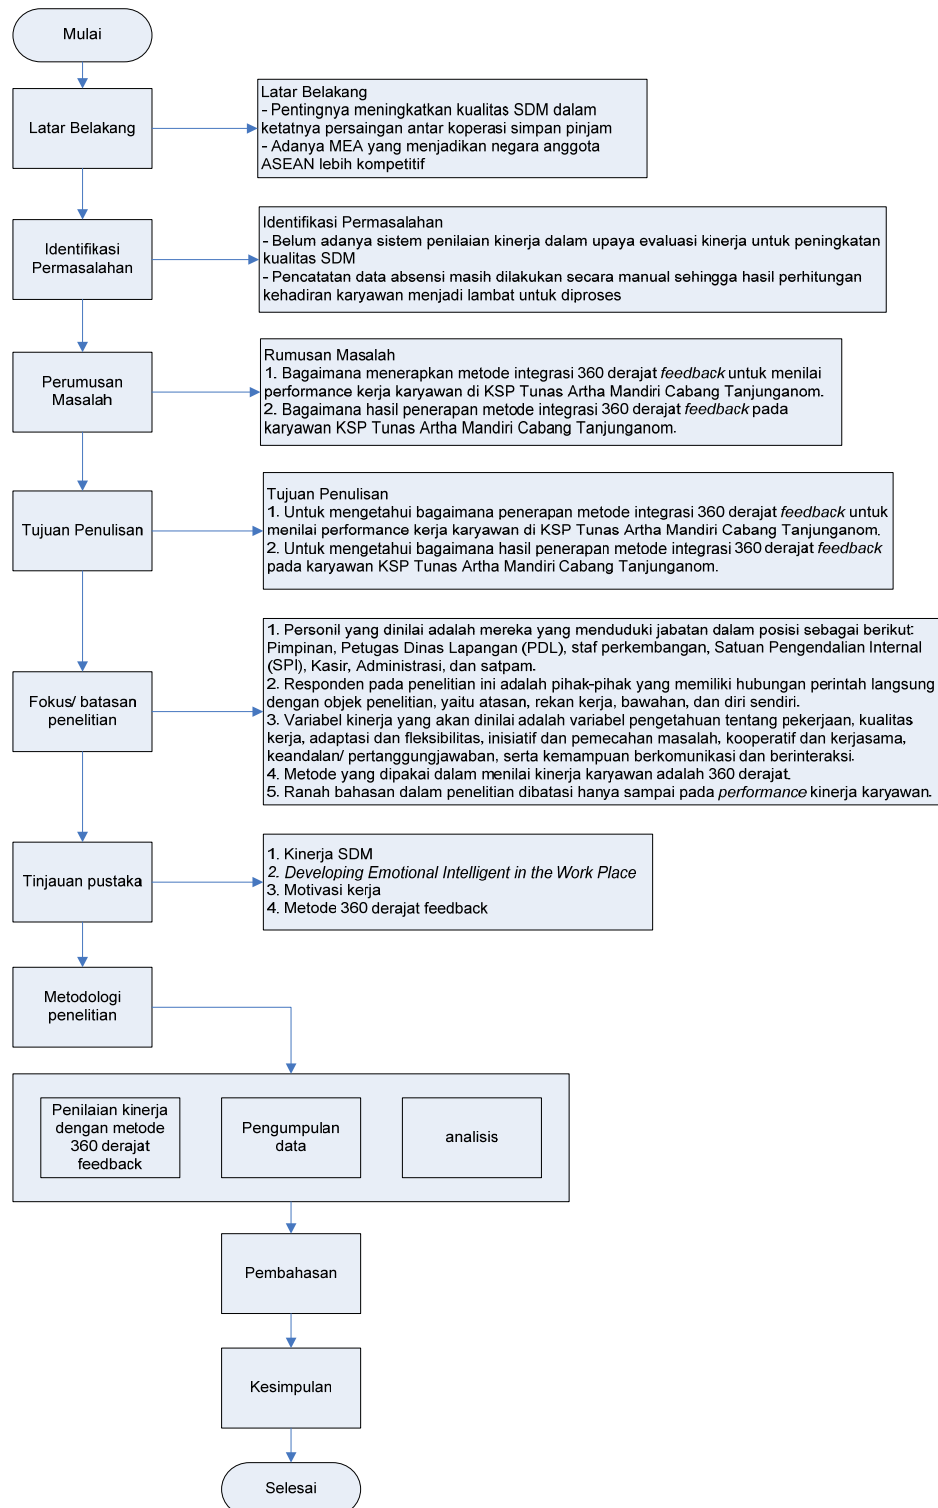 Mulai
Latar Belakang
Latar Belakang
- Pentingnya meningkatkan kualitas SDM dalam
ketatnya persaingan antar koperasi simpan pinjam
- Adanya MEA yang menjadikan negara anggota
ASEAN lebih kompetitif
Identifikasi
Permasalahan
Identifikasi Permasalahan
- Belum adanya sistem penilaian kinerja dalam upaya evaluasi kinerja untuk peningkatan
kualitas SDM
- Pencatatan data absensi masih dilakukan secara manual sehingga hasil perhitungan
kehadiran karyawan menjadi lambat untuk diproses
Perumusan
Masalah
Rumusan Masalah
1. Bagaimana menerapkan metode integrasi 360 derajat feedback untuk menilai
performance kerja karyawan di KSP Tunas Artha Mandiri Cabang Tanjunganom.
2. Bagaimana hasil penerapan metode integrasi 360 derajat feedback pada
karyawan KSP Tunas Artha Mandiri Cabang Tanjunganom.
Tujuan Penulisan
Tujuan Penulisan
1. Untuk mengetahui bagaimana penerapan metode integrasi 360 derajat feedback untuk
menilai performance kerja karyawan di KSP Tunas Artha Mandiri Cabang Tanjunganom.
2. Untuk mengetahui bagaimana hasil penerapan metode integrasi 360 derajat feedback
pada karyawan KSP Tunas Artha Mandiri Cabang Tanjunganom.
Fokus/ batasan
penelitian
1. Personil yang dinilai adalah mereka yang menduduki jabatan dalam posisi sebagai berikut:
Pimpinan, Petugas Dinas Lapangan (PDL), staf perkembangan, Satuan Pengendalian Internal
(SPI), Kasir, Administrasi, dan satpam.
2. Responden pada penelitian ini adalah pihak-pihak yang memiliki hubungan perintah langsung
dengan objek penelitian, yaitu atasan, rekan kerja, bawahan, dan diri sendiri.
3. Variabel kinerja yang akan dinilai adalah variabel pengetahuan tentang pekerjaan, kualitas
kerja, adaptasi dan fleksibilitas, inisiatif dan pemecahan masalah, kooperatif dan kerjasama,
keandalan/ pertanggungjawaban, serta kemampuan berkomunikasi dan berinteraksi.
4. Metode yang dipakai dalam menilai kinerja karyawan adalah 360 derajat.
5. Ranah bahasan dalam penelitian dibatasi hanya sampai pada performance kinerja karyawan.
Tinjauan pustaka
1. Kinerja SDM
2. Developing Emotional Intelligent in the Work Place
3. Motivasi kerja
4. Metode 360 derajat feedback
Metodologi
penelitian
Penilaian kinerja
dengan metode
360 derajat
feedback
Pengumpulan
data
analisis
Pembahasan
Kesimpulan
Selesai